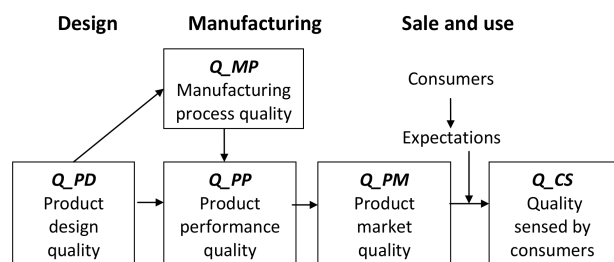 Design
Manufacturing
Sale and use
Q_MP
Manufacturing
process quality
Consumers
Expectations
Q_PD
Product
design
quality
Q_PP
Product
performance
quality
Q_PM
Product
market
quality
Q_CS
Quality
sensed by
consumers